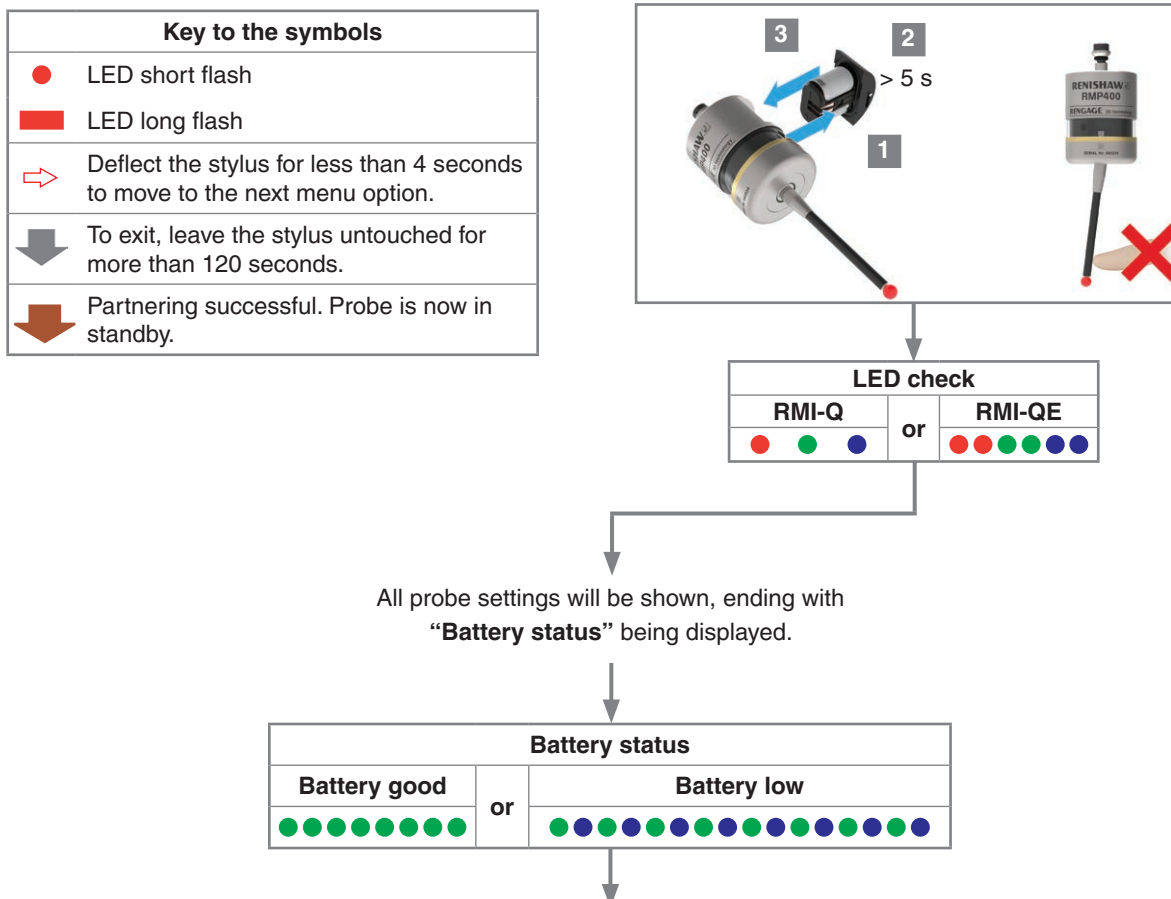 Key to the symbols
LED short flash
LED long flash
Deflect the stylus for less than 4 seconds
to move to the next menu option.
To exit, leave the stylus untouched for
more than 120 seconds.
Partnering successful. Probe is now in
standby.
3
2
> 5 s
1
RENISHAW
RMP400
RENGAGE
LED check
RMI-Q
or
RMI-QE
All probe settings will be shown, ending with
“Battery status” being displayed.
Battery status
Battery good
or
Battery low